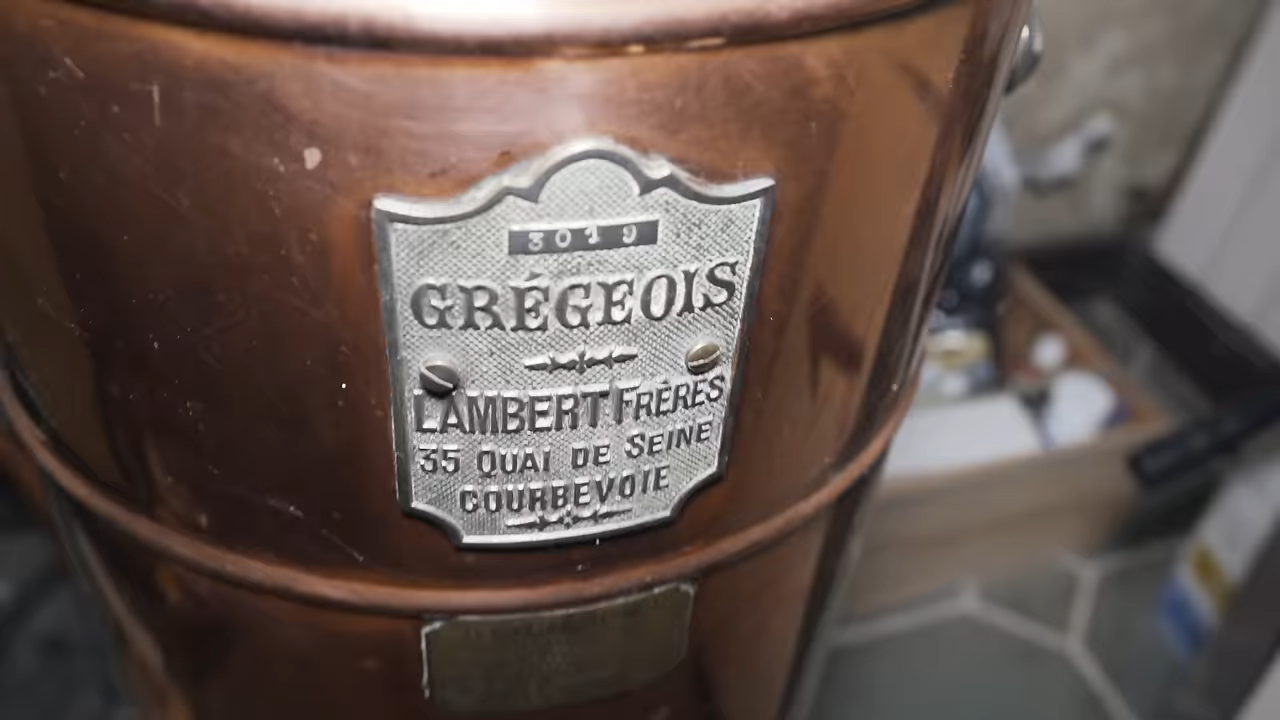 3019
GRÉGEOIS
LAMBERT FRÈRES
35 QUAI DE SEINE
COURBEVOIE